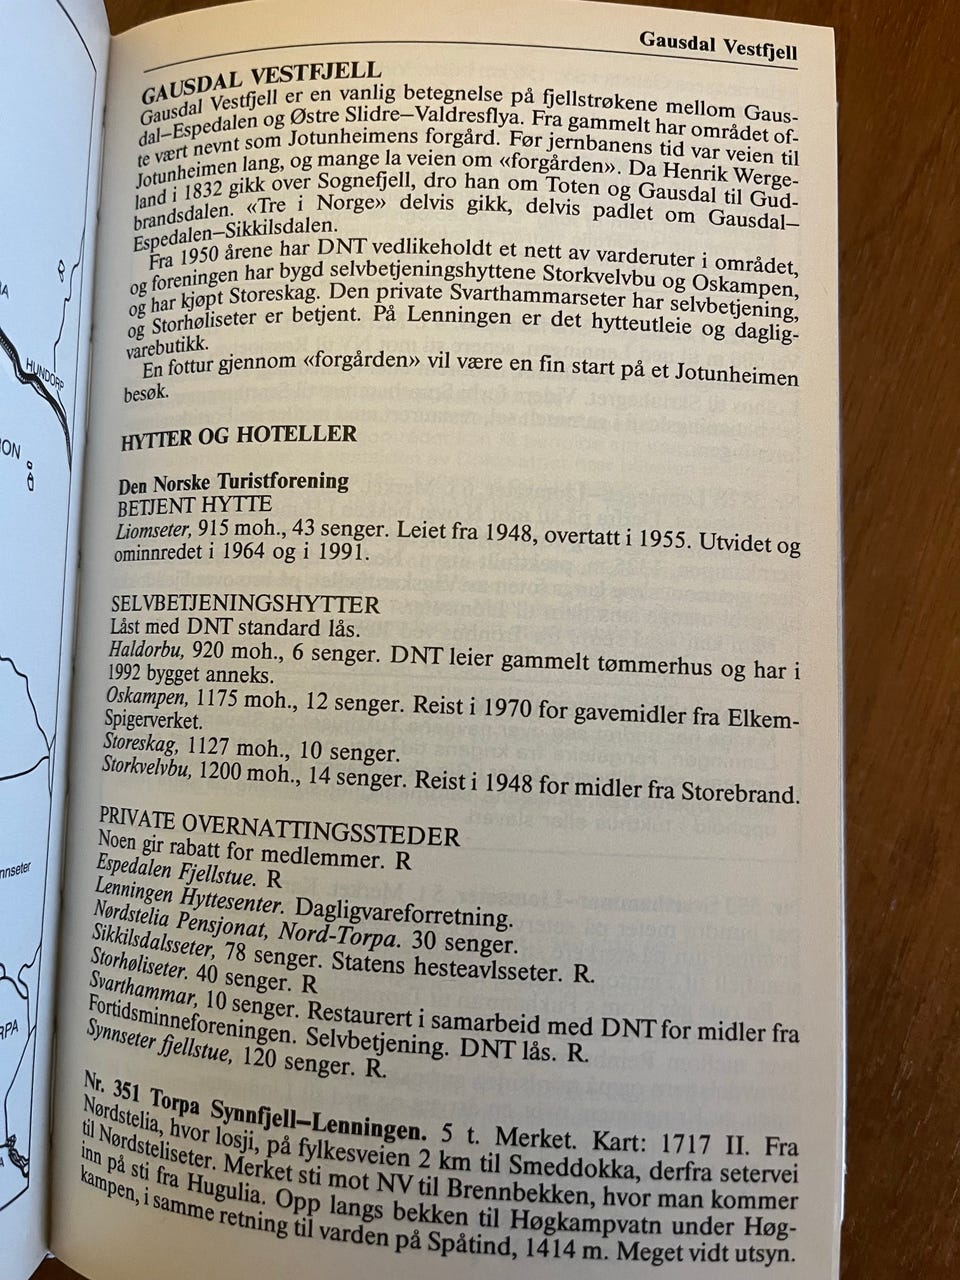 Gausdal Vestfjell
GAUSDAL VESTFJELL
Gausdal Vestfjell er en vanlig betegnelse på fjellstrøkene mellom Gaus-
dal–Espedalen og Østre Slidre–Valdresflya. Fra gammelt har området of-
te vært nevnt som Jotunheimens forgård. Før jernbanens tid var veien til
Jotunheimen lang, og mange la veien om «forgården». Da Henrik Werge-
land i 1832 gikk over Sognefjell, dro han om Toten og Gausdal til Gud-
brandsdalen. «Tre i Norge» delvis gikk, delvis padlet om Gausdal–
Espedalen–Sikkilsdalen.
Fra 1950 årene har DNT vedlikeholdt et nett av varderuter i området,
og foreningen har bygd selvbetjeningshyttene Storkvelvbu og Oskampen,
og har kjøpt Storeskag. Den private Svarthammarseter har selvbetjening,
og Storhøliseter er betjent. På Lenningen er det hytteutleie og daglig-
varebutikk.
En fottur gjennom «forgården» vil være en fin start på et Jotunheimen
besøk.
HYTTER OG HOTELLER
Den Norske Turistforening
BETJENT HYTTE
Liomseter, 915 moh., 43 senger. Leiet fra 1948, overtatt i 1955. Utvidet og
ominnredet i 1964 og i 1991.
SELVBETJENINGSHYTTER
Låst med DNT standard lås.
Haldorbu, 920 moh., 6 senger. DNT leier gammelt tømmerhus og har i
1992 bygget anneks.
Oskampen, 1175 moh., 12 senger. Reist i 1970 for gavemidler fra Elkem-
Spigerverket.
Storeskag, 1127 moh., 10 senger.
Storkvelvbu, 1200 moh., 14 senger. Reist i 1948 for midler fra Storebrand.
PRIVATE OVERNATTINGSSTEDER
Noen gir rabatt for medlemmer. R
Espedalen Fjellstue. R
Lenningen Hyttesenter. Dagligvareforretning.
Nørdstelia Pensjonat, Nord-Torpa. 30 senger.
Sikkilsdalsseter, 78 senger. Statens hesteavlsseter. R.
Storhøliseter. 40 senger. R
Svarthammar, 10 senger. Restaurert i samarbeid med DNT for midler fra
Fortidsminneforeningen. Selvbetjening. DNT lås. R.
Synnseter fjellstue, 120 senger. R.
Nr. 351 Torpa Synnfjell–Lenningen. 5 t. Merket. Kart: 1717 II. Fra
Nørdstelia, hvor losji, på fylkesveien 2 km til Smeddokka, derfra setervei
til Nørdsteliseter. Merket sti mot NV til Brennbekken, hvor man kommer
inn på sti fra Hugulia. Opp langs bekken til Høgkampvatn under Høg-
kampen, i samme retning til varden på Spåtind, 1414 m. Meget vidt utsyn.
HUNDORP